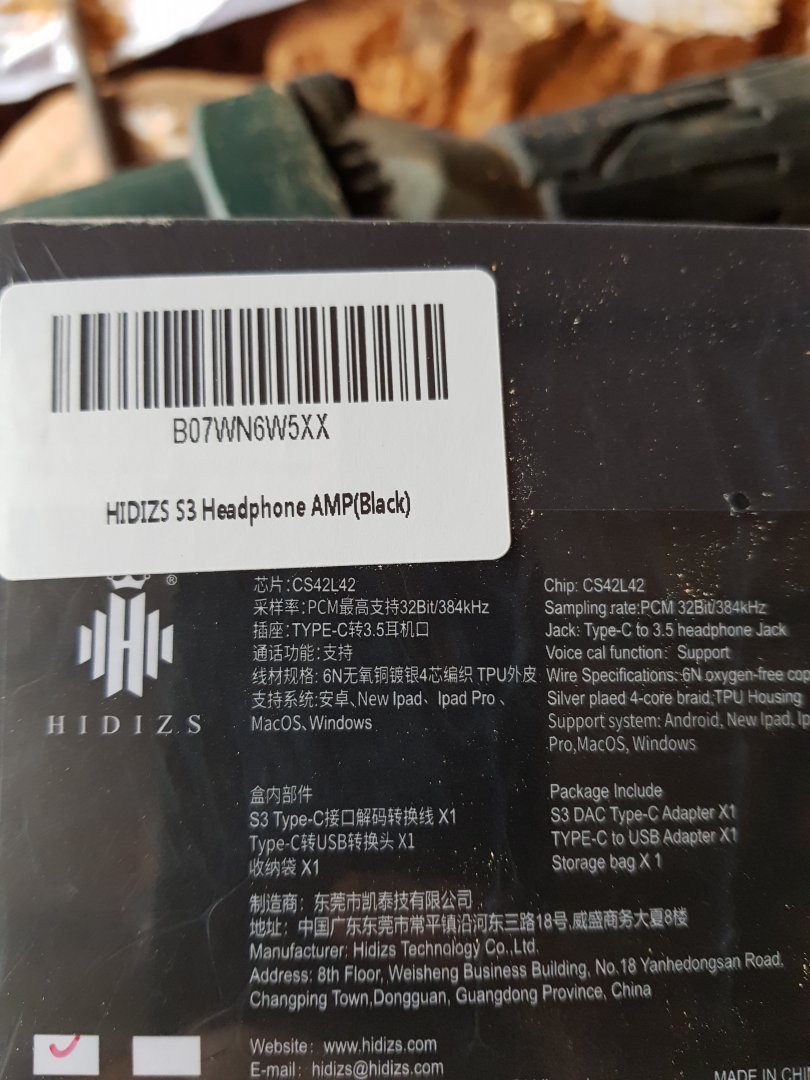 B07WN6W5XX
HIDIZS S3 Headphone AMP(Black)
®
HIDIZS
芯片:CS42L42
采样率:PCM最高支持32Bit/384kHz
插座:TYPE-C转3.5耳机口
通话功能:支持
线材规格: 6N无氧铜镀银4芯编织 TPU外皮
支持系统:安卓、New Ipad、Ipad Pro、
MacOS、Windows
Chip: CS42L42
Sampling rate:PCM 32Bit/384kHz
Jack: Type-C to 3.5 headphone Jack
Voice cal function: Support
Wire Specifications: 6N oxygen-free cop
Silver plaed 4-core braid,TPU Housing
Support system: Android, New Ipad, Ip
Pro,MacOS, Windows
盒内部件
S3 Type-C接口解码转换线 X1
Type-C转USB转换头 X1
收纳袋 X1
Package Include
S3 DAC Type-C Adapter X1
TYPE-C to USB Adapter X1
Storage bag X 1
制造商: 东莞市凯泰技有限公司
地址: 中国广东东莞市常平镇沿河东三路18号,威盛商务大夏8楼
Manufacturer: Hidizs Technology Co.,Ltd.
Address: 8th Floor, Weisheng Business Building, No.18 Yanhedongsan Road,
Changping Town,Dongguan, Guangdong Province, China
Website: www.hidizs.com
E-mail: hidizs@hidizs.com
MADE IN CHI